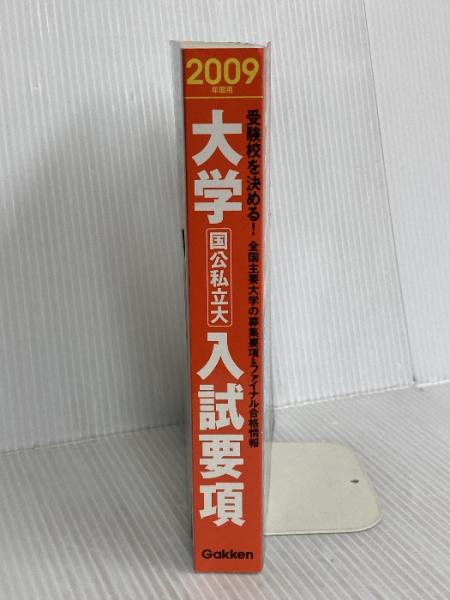 2009
年度用
受験校を決める！全国主要大学の募集要項&ファイナル合格情報
大学
国公私立大
入試要項
Gakken